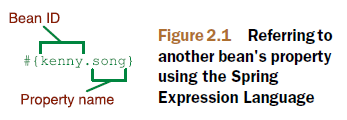 Bean ID
#{kenny.song}
Property name
Figure 2.1 Referring to
another bean's property
using the Spring
Expression Language